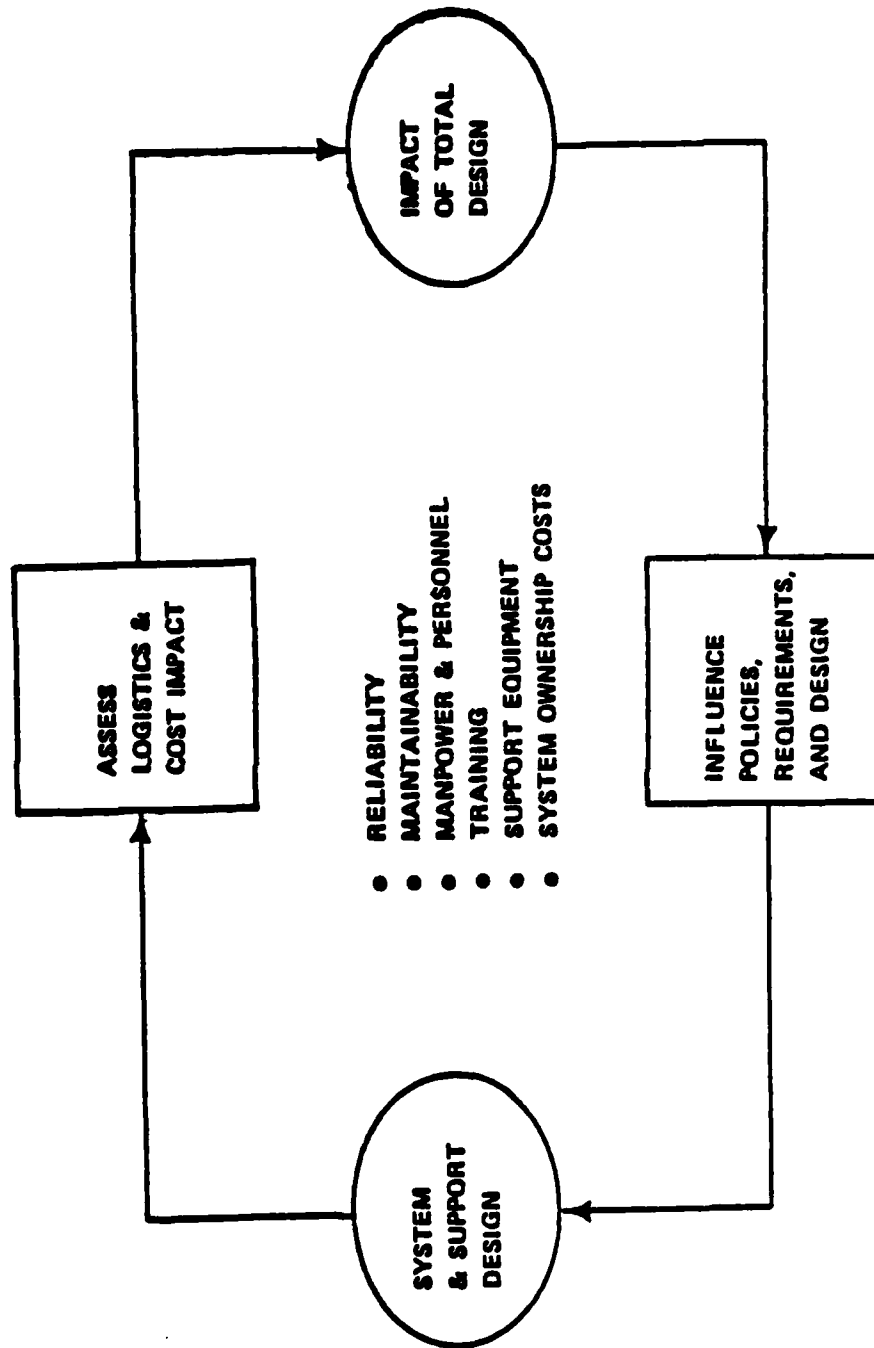 ASSESS
LOGISTICS &
COST IMPACT
SYSTEM
& SUPPORT
DESIGN
● RELIABILITY
● MAINTAINABILITY
● MANPOWER & PERSONNEL
● TRAINING
● SUPPORT EQUIPMENT
● SYSTEM OWNERSHIP COSTS
IMPACT
OF TOTAL
DESIGN
INFLUENCE
POLICIES,
REQUIREMENTS,
AND DESIGN